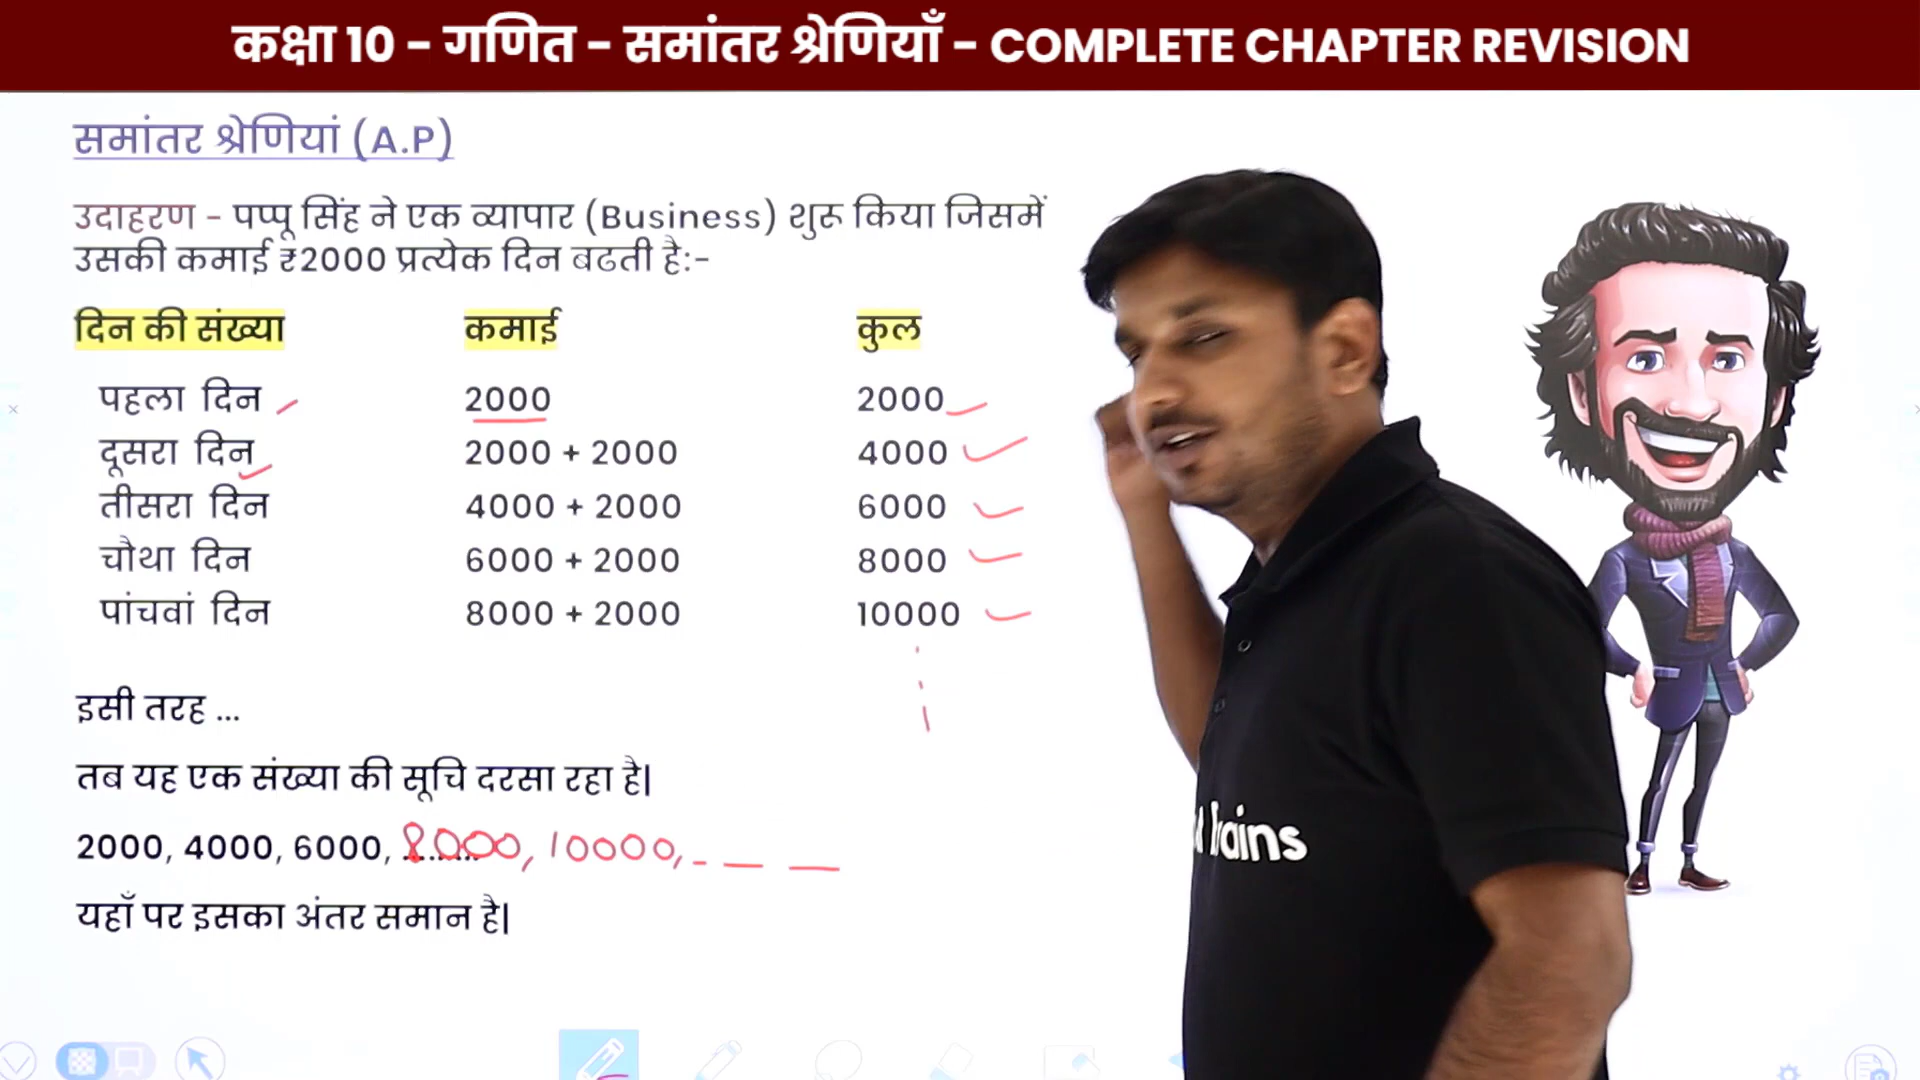 कक्षा 10 - गणित - समांतर श्रेणियाँ - COMPLETE CHAPTER REVISION
समांतर श्रेणियां (A.P)
उदाहरण - पप्पू सिंह ने एक व्यापार (Business) शुरू किया जिसमें
उसकी कमाई ₹2000 प्रत्येक दिन बढती है:-
दिन की संख्या कमाई कुल
पहला दिन 2000 2000
दूसरा दिन 2000 + 2000 4000
तीसरा दिन 4000 + 2000 6000
चौथा दिन 6000 + 2000 8000
पांचवां दिन 8000 + 2000 10000
इसी तरह ...
तब यह एक संख्या की सूचि दरसा रहा है|
2000, 4000, 6000, 8000, 10000, - — —
यहाँ पर इसका अंतर समान है|